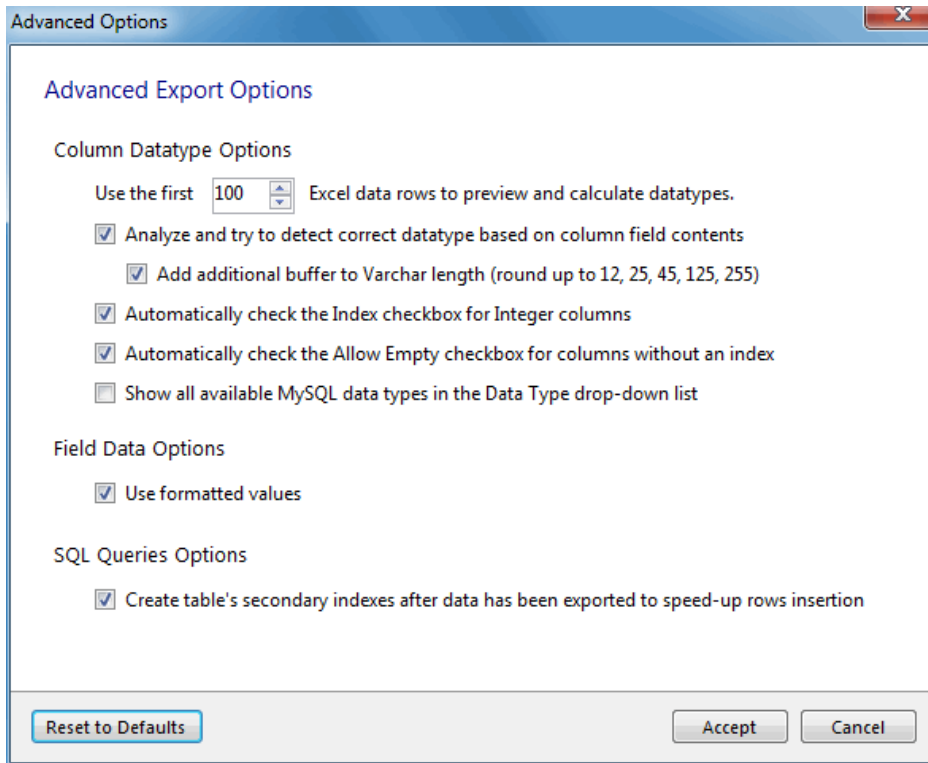 Advanced Options
Advanced Export Options
Column Datatype Options
Use the first 100 Excel data rows to preview and calculate datatypes.
Analyze and try to detect correct datatype based on column field contents
Add additional buffer to Varchar length (round up to 12, 25, 45, 125, 255)
Automatically check the Index checkbox for Integer columns
Automatically check the Allow Empty checkbox for columns without an index
Show all available MySQL data types in the Data Type drop-down list
Field Data Options
Use formatted values
SQL Queries Options
Create table's secondary indexes after data has been exported to speed-up rows insertion
Reset to Defaults Accept Cancel